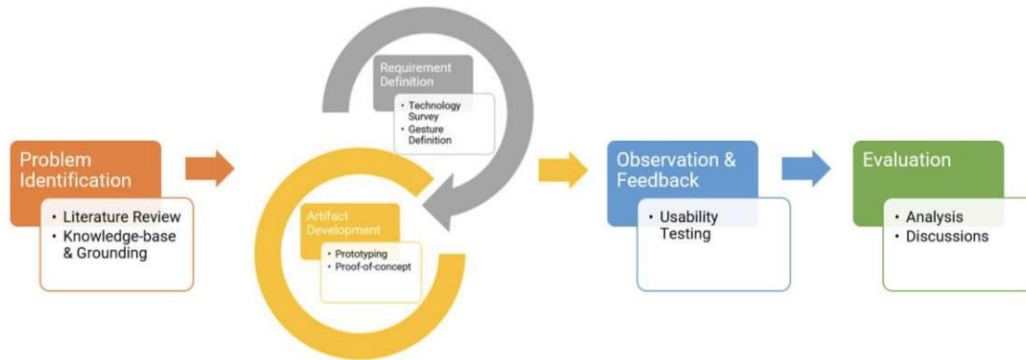 Problem
Identification
• Literature Review
• Knowledge-base
& Grounding
Requirement
Definition
• Technology
Survey
• Gesture
Definition
Artifact
Development
• Prototyping
• Proof-of-concept
Observation &
Feedback
• Usability
Testing
Evaluation
• Analysis
• Discussions